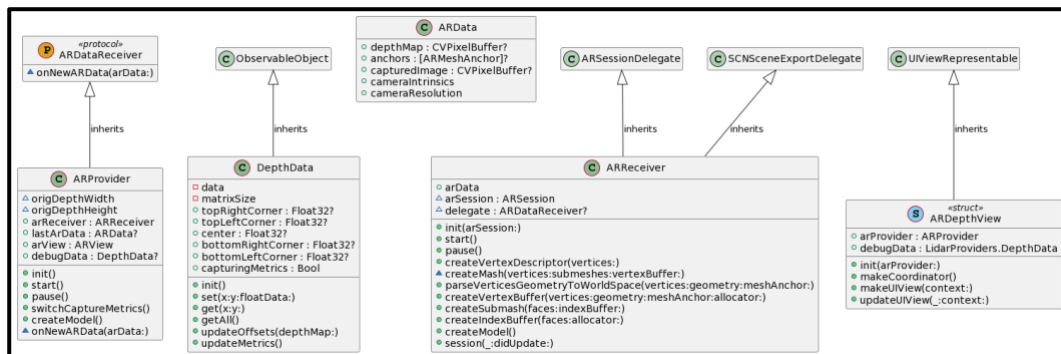 P
«protocol»
ARDataReceiver
onNewARData(arData:)
C ObservableObject
C ARData
depthMap : CVPixelBuffer?
anchors : [ARMeshAnchor]?
capturedImage : CVPixelBuffer?
cameraIntrinsics
cameraResolution
C ARSessionDelegate
C SCNSceneExportDelegate
C UIViewRepresentable
inherits
inherits
inherits
inherits
inherits
C ARProvider
origDepthWidth
origDepthHeight
arReceiver : ARReceiver
lastArData : ARData?
arView : ARView
debugData : DepthData?
init()
start()
pause()
switchCaptureMetrics()
createModel()
onNewARData(arData:)
C DepthData
data
matrixSize
topRightCorner : Float32?
topLeftCorner : Float32?
center : Float32?
bottomRightCorner : Float32?
bottomLeftCorner : Float32?
capturingMetrics : Bool
init()
set(x:y:floatData:)
get(x:y:)
getAll()
updateOffsets(depthMap:)
updateMetrics()
C ARReceiver
arData
arSession : ARSession
delegate : ARDataReceiver?
init(arSession:)
start()
pause()
createVertexDescriptor(vertices:)
createMash(vertices:submeshes:vertexBuffer:)
parseVerticesGeometryToWorldSpace(vertices:geometry:meshAnchor:)
createVertexBuffer(vertices:geometry:meshAnchor:allocator:)
createSubmash(faces:indexBuffer:)
createIndexBuffer(faces:allocator:)
createModel()
session(_:didUpdate:)
S
«struct»
ARDepthView
arProvider : ARProvider
debugData : LidarProviders.DepthData
init(arProvider:)
makeCoordinator()
makeUIView(context:)
updateUIView(_:context:)